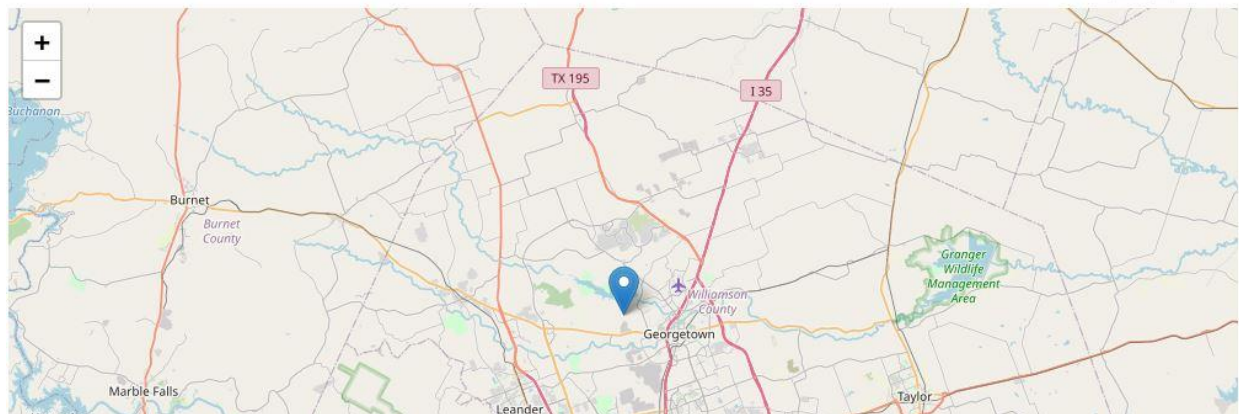 +
−
TX 195
I 35
Buchanan
Burnet
Burnet
County
Granger
Wildlife
Management
Area
Williamson
County
Georgetown
Marble Falls
Leander
Taylor